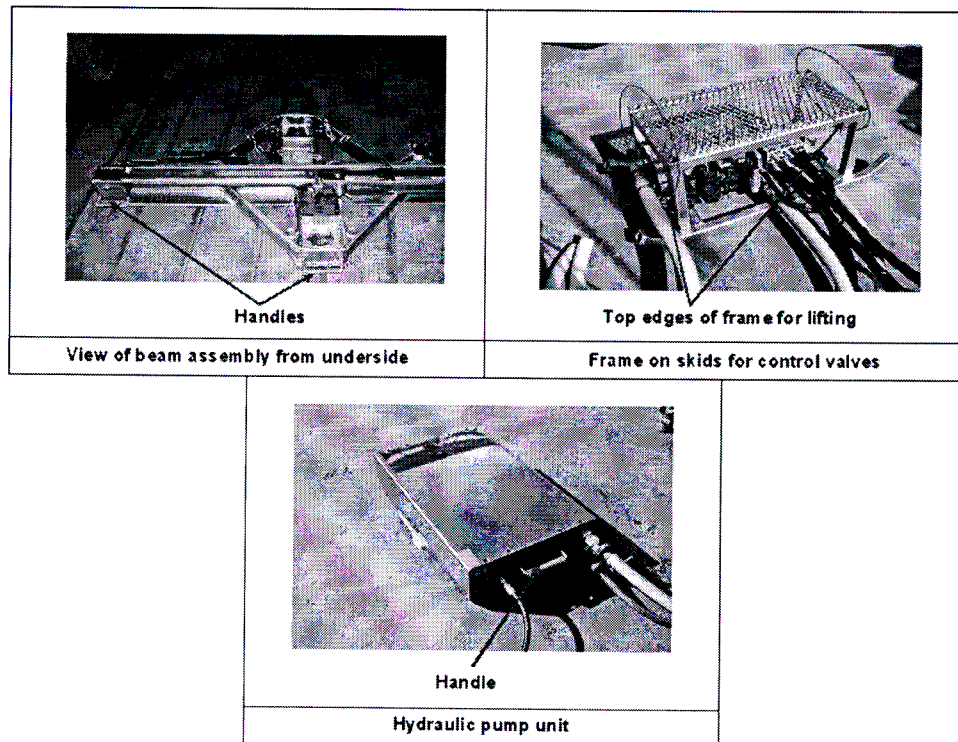 Handles
View of beam assembly from underside
Top edges of frame for lifting
Frame on skids for control valves
Handle
Hydraulic pump unit